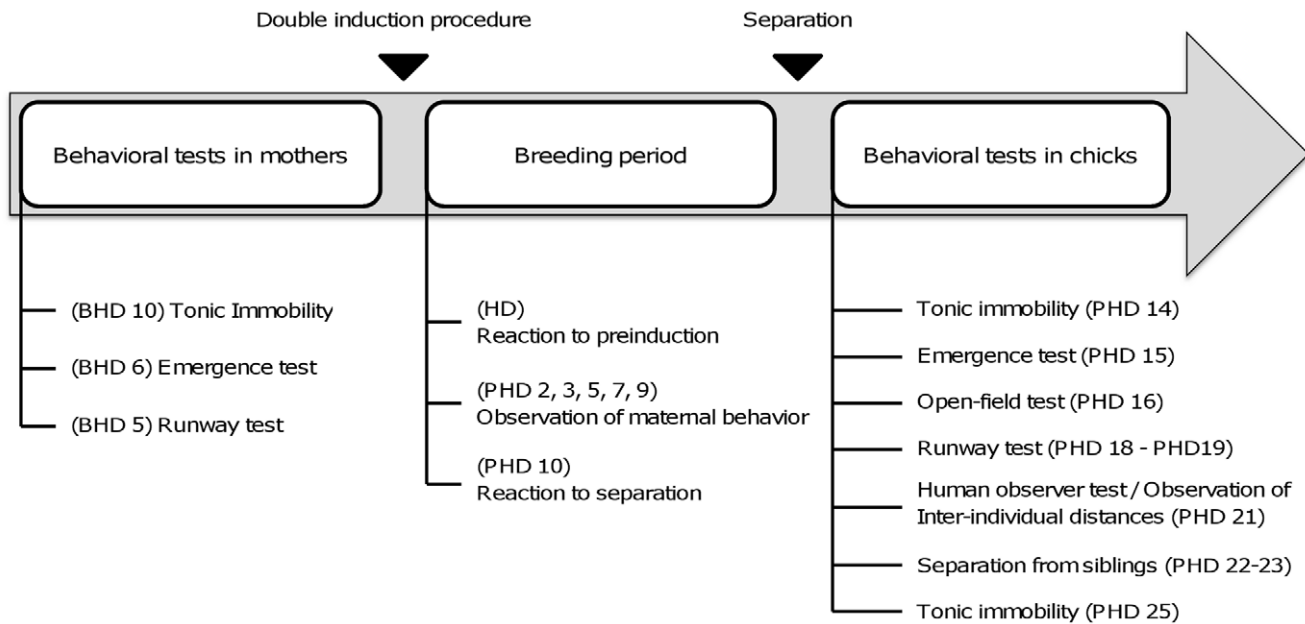 Double induction procedure
Separation
Behavioral tests in mothers
Breeding period
Behavioral tests in chicks
(BHD 10) Tonic Immobility
(BHD 6) Emergence test
(BHD 5) Runway test
(HD)
Reaction to preinduction
(PHD 2, 3, 5, 7, 9)
Observation of maternal behavior
(PHD 10)
Reaction to separation
Tonic immobility (PHD 14)
Emergence test (PHD 15)
Open-field test (PHD 16)
Runway test (PHD 18 - PHD19)
Human observer test / Observation of
Inter-individual distances (PHD 21)
Separation from siblings (PHD 22-23)
Tonic immobility (PHD 25)